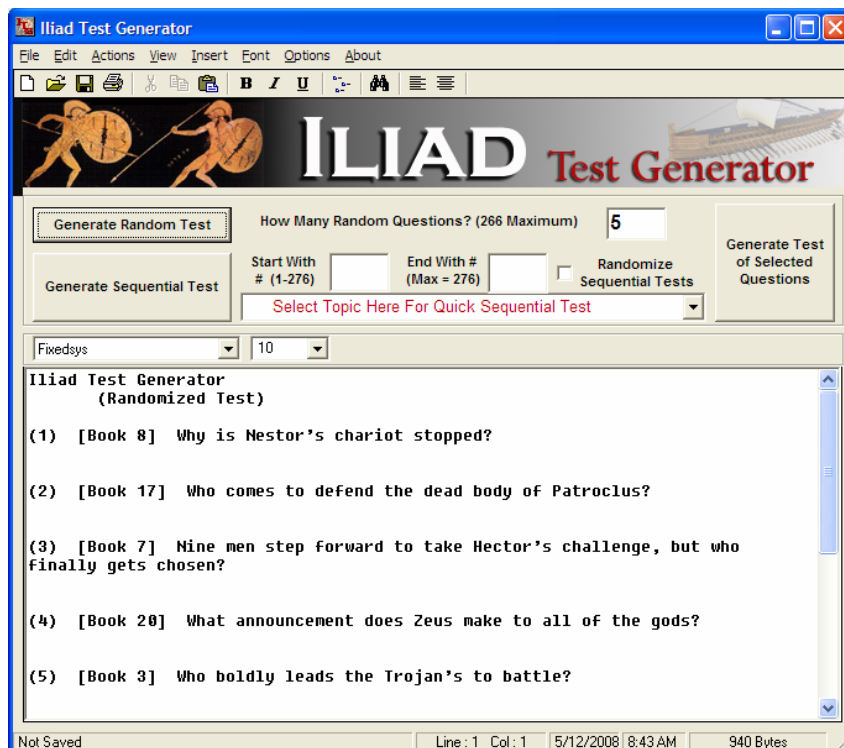 Iliad Test Generator
File Edit Actions View Insert Font Options About
B I U
ILIAD Test Generator
Generate Random Test
How Many Random Questions? (266 Maximum)
5
Generate Test
of Selected
Questions
Generate Sequential Test
Start With
# (1-276)
End With #
(Max = 276)
Randomize
Sequential Tests
Select Topic Here For Quick Sequential Test
Fixedsys
10
Iliad Test Generator
(Randomized Test)
(1) [Book 8] Why is Nestor's chariot stopped?
(2) [Book 17] Who comes to defend the dead body of Patroclus?
(3) [Book 7] Nine men step forward to take Hector's challenge, but who
finally gets chosen?
(4) [Book 20] What announcement does Zeus make to all of the gods?
(5) [Book 3] Who boldly leads the Trojan's to battle?
Not Saved
Line : 1 Col : 1
5/12/2008
8:43 AM
940 Bytes